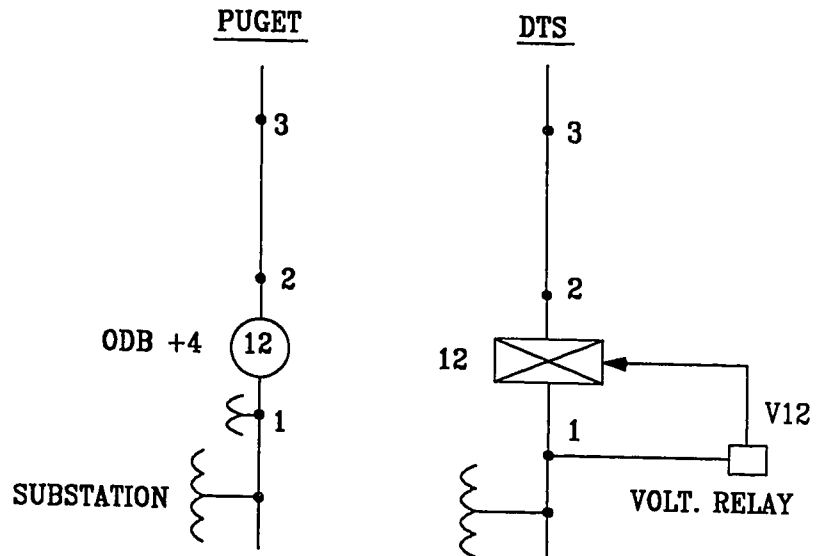 PUGET
DTS
3
3
2
2
ODB +4
12
12
1
1
V12
SUBSTATION
VOLT. RELAY